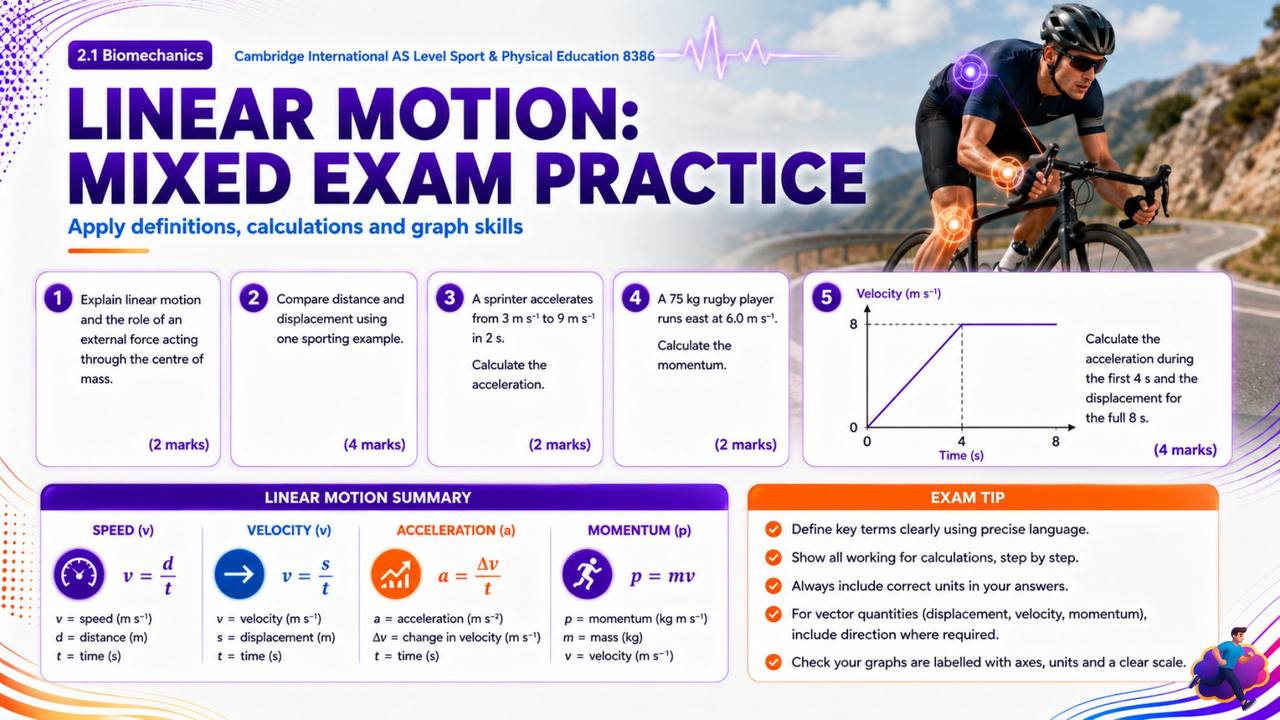 2.1 Biomechanics
Cambridge International AS Level Sport & Physical Education 8386
LINEAR MOTION:
MIXED EXAM PRACTICE
Apply definitions, calculations and graph skills
1
Explain linear motion
and the role of an
external force acting
through the centre of
mass.
(2 marks)
2
Compare distance and
displacement using
one sporting example.
(4 marks)
3
A sprinter accelerates
from 3 m s⁻¹ to 9 m s⁻¹
in 2 s.
Calculate the
acceleration.
(2 marks)
4
A 75 kg rugby player
runs east at 6.0 m s⁻¹.
Calculate the
momentum.
(2 marks)
5
Velocity (m s⁻¹)
8
0
0 4 8
Time (s)
Calculate the
acceleration during
the first 4 s and the
displacement for
the full 8 s.
(4 marks)
LINEAR MOTION SUMMARY
SPEED (v)
v = d/t
v = speed (m s⁻¹)
d = distance (m)
t = time (s)
VELOCITY (v)
v = s/t
v = velocity (m s⁻¹)
s = displacement (m)
t = time (s)
ACCELERATION (a)
a = Δv/t
a = acceleration (m s⁻²)
Δv = change in velocity (m s⁻¹)
t = time (s)
MOMENTUM (p)
p = mv
p = momentum (kg m s⁻¹)
m = mass (kg)
v = velocity (m s⁻¹)
EXAM TIP
Define key terms clearly using precise language.
Show all working for calculations, step by step.
Always include correct units in your answers.
For vector quantities (displacement, velocity, momentum),
include direction where required.
Check your graphs are labelled with axes, units and a clear scale.